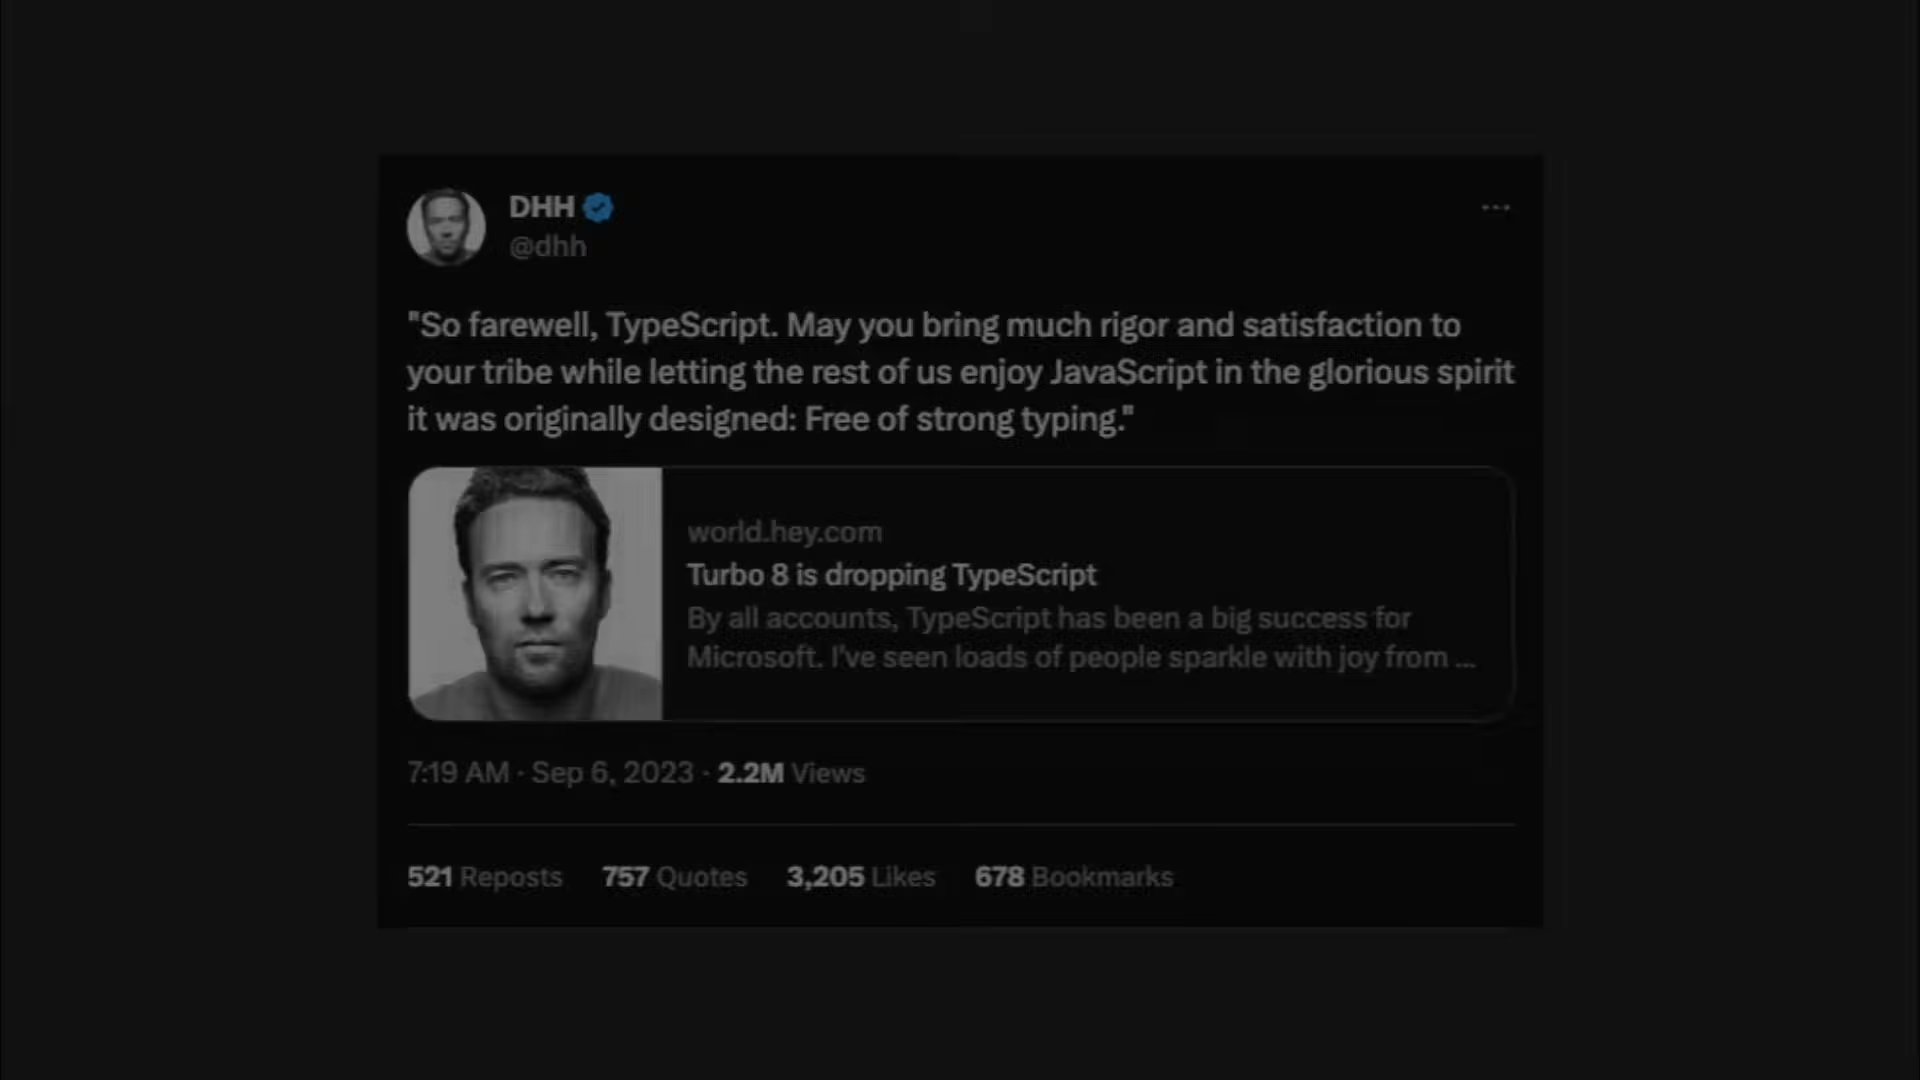 DHH
@dhh
"So farewell, TypeScript. May you bring much rigor and satisfaction to
your tribe while letting the rest of us enjoy JavaScript in the glorious spirit
it was originally designed: Free of strong typing."
world.hey.com
Turbo 8 is dropping TypeScript
By all accounts, TypeScript has been a big success for
Microsoft. I've seen loads of people sparkle with joy from ...
7:19 AM · Sep 6, 2023 · 2.2M Views
521 Reposts 757 Quotes 3,205 Likes 678 Bookmarks